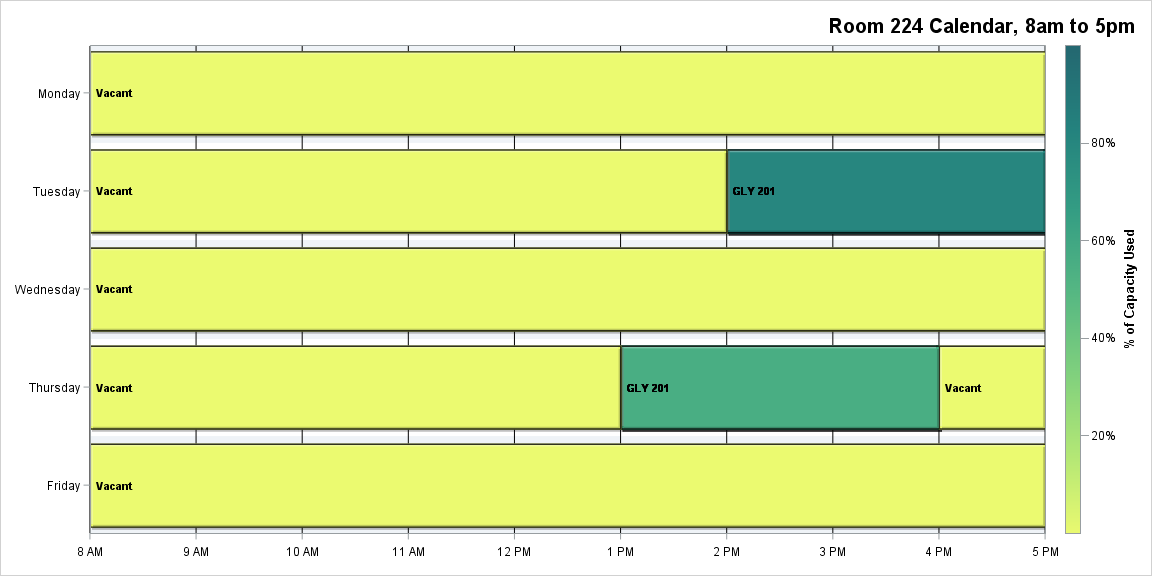 Room 224 Calendar, 8am to 5pm
Monday
Vacant
80%
Tuesday
Vacant
GLY 201
60%
% of Capacity Used
Wednesday
Vacant
40%
Thursday
Vacant
GLY 201
Vacant
20%
Friday
Vacant
8 AM 9 AM 10 AM 11 AM 12 PM 1 PM 2 PM 3 PM 4 PM 5 PM